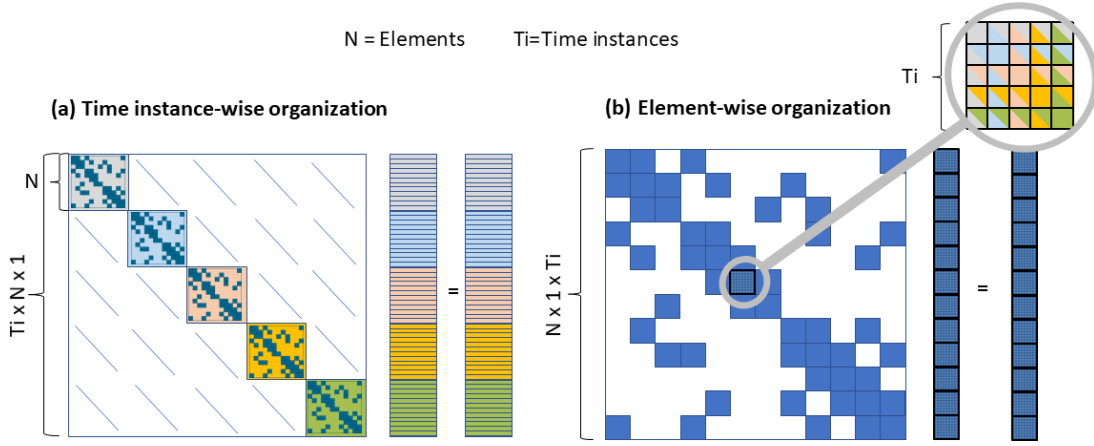 N = Elements Ti=Time instances
Ti
(a) Time instance-wise organization
(b) Element-wise organization
N
Ti x N x 1
=
N x 1 x Ti
=